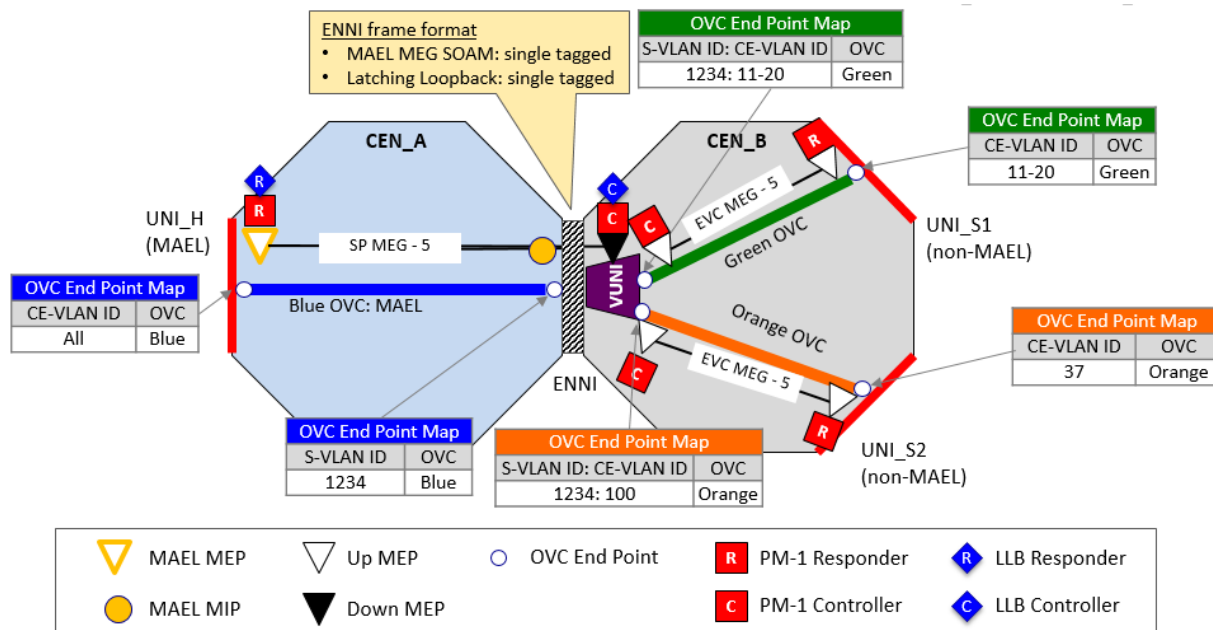 ENNI frame format
• MAEL MEG SOAM: single tagged
• Latching Loopback: single tagged
OVC End Point Map
S-VLAN ID: CE-VLAN ID OVC
1234: 11-20 Green
OVC End Point Map
CE-VLAN ID OVC
11-20 Green
CEN_A
CEN_B
R
R
C
R
C
C
UNI_H
(MAEL)
SP MEG - 5
EVC MEG - 5
Green OVC
UNI_S1
(non-MAEL)
VUNI
OVC End Point Map
CE-VLAN ID OVC
All Blue
Blue OVC: MAEL
Orange OVC
OVC End Point Map
CE-VLAN ID OVC
37 Orange
EVC MEG - 5
C
R
ENNI
OVC End Point Map
S-VLAN ID OVC
1234 Blue
OVC End Point Map
S-VLAN ID: CE-VLAN ID OVC
1234: 100 Orange
UNI_S2
(non-MAEL)
MAEL MEP Up MEP OVC End Point R PM-1 Responder R LLB Responder
MAEL MIP Down MEP C PM-1 Controller C LLB Controller